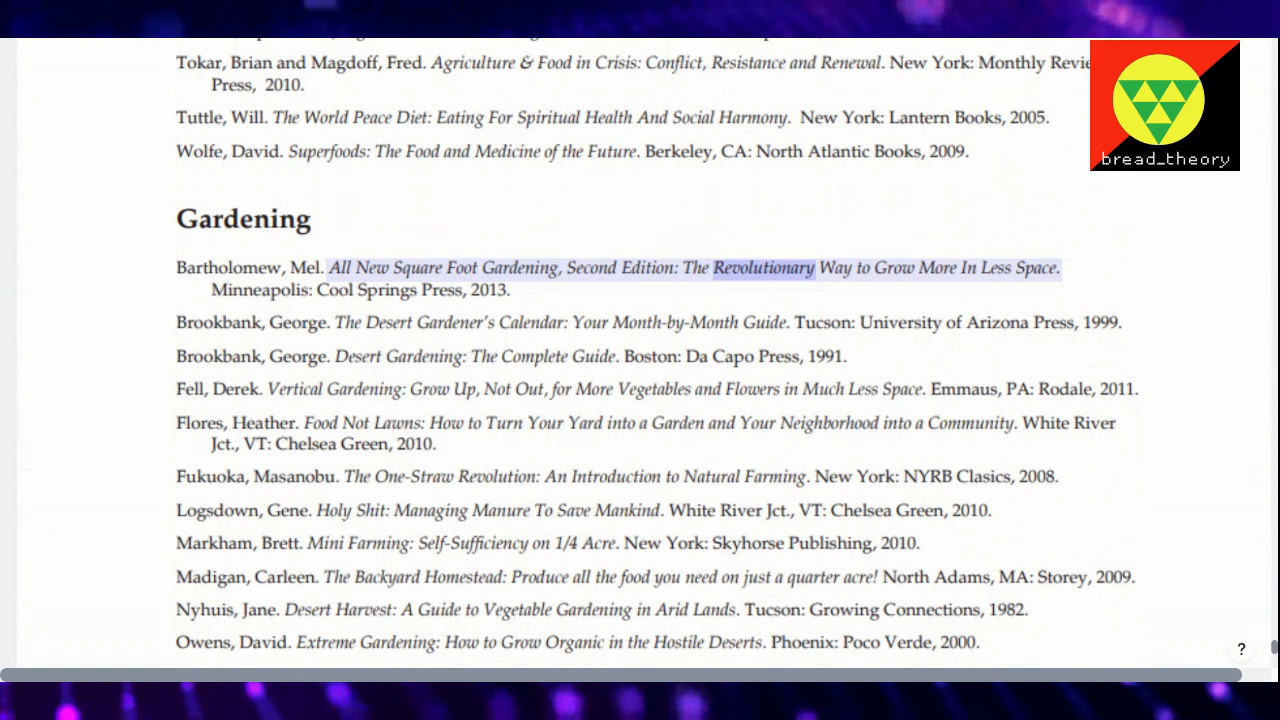 Tokar, Brian and Magdoff, Fred. Agriculture & Food in Crisis: Conflict, Resistance and Renewal. New York: Monthly
Press, 2010.
Tuttle, Will. The World Peace Diet: Eating For Spiritual Health And Social Harmony. New York: Lantern Books, 2005.
Wolfe, David. Superfoods: The Food and Medicine of the Future. Berkeley, CA: North Atlantic Books, 2009.
bread_theory
Gardening
Bartholomew, Mel. All New Square Foot Gardening, Second Edition: The Revolutionary Way to Grow More In Less Space.
Minneapolis: Cool Springs Press, 2013.
Brookbank, George. The Desert Gardener's Calendar: Your Month-by-Month Guide. Tucson: University of Arizona Press, 1999.
Brookbank, George. Desert Gardening: The Complete Guide. Boston: Da Capo Press, 1991.
Fell, Derek. Vertical Gardening: Grow Up, Not Out, for More Vegetables and Flowers in Much Less Space. Emmaus, PA: Rodale, 2011.
Flores, Heather. Food Not Lawns: How to Turn Your Yard into a Garden and Your Neighborhood into a Community. White River
Jct., VT: Chelsea Green, 2010.
Fukuoka, Masanobu. The One-Straw Revolution: An Introduction to Natural Farming. New York: NYRB Clasics, 2008.
Logsdown, Gene. Holy Shit: Managing Manure To Save Mankind. White River Jct., VT: Chelsea Green, 2010.
Markham, Brett. Mini Farming: Self-Sufficiency on 1/4 Acre. New York: Skyhorse Publishing, 2010.
Madigan, Carleen. The Backyard Homestead: Produce all the food you need on just a quarter acre! North Adams, MA: Storey, 2009.
Nyhuis, Jane. Desert Harvest: A Guide to Vegetable Gardening in Arid Lands. Tucson: Growing Connections, 1982.
Owens, David. Extreme Gardening: How to Grow Organic in the Hostile Deserts. Phoenix: Poco Verde, 2000.
?